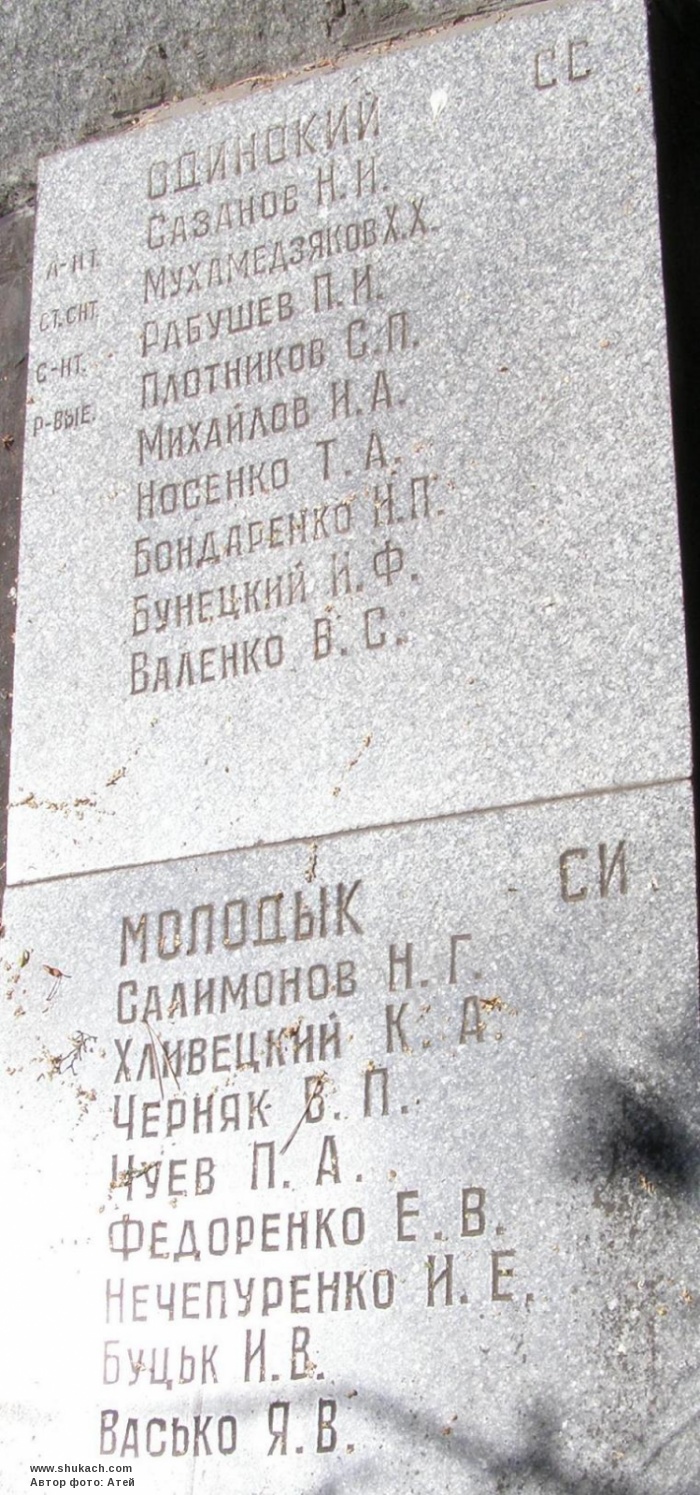 ОДИНСКИЙ СС
САЗАНОВ Н.И.
Л-НТ. МУХАМЕДЗЯКОВ Х.Х.
СТ.СНТ. РАБУШЕВ П.И.
С-НТ. ПЛОТНИКОВ С.П.
Р-ВЫЕ. МИХАЙЛОВ И.А.
НОСЕНКО Т.А.
БОНДАРЕНКО Н.П.
БУНЕЦКИЙ И.Ф.
ВАЛЕНКО В.С.
МОЛОДЫК СИ
САЛИМОНОВ Н.Г.
ХЛИВЕЦКИЙ К.А.
ЧЕРНЯК В.П.
ЧУЕВ П.А.
ФЕДОРЕНКО Е.В.
НЕЧЕПУРЕНКО И.Е.
БУЦЬК И.В.
ВАСЬКО Я.В.
www.shukach.com
Автор фото: Атей